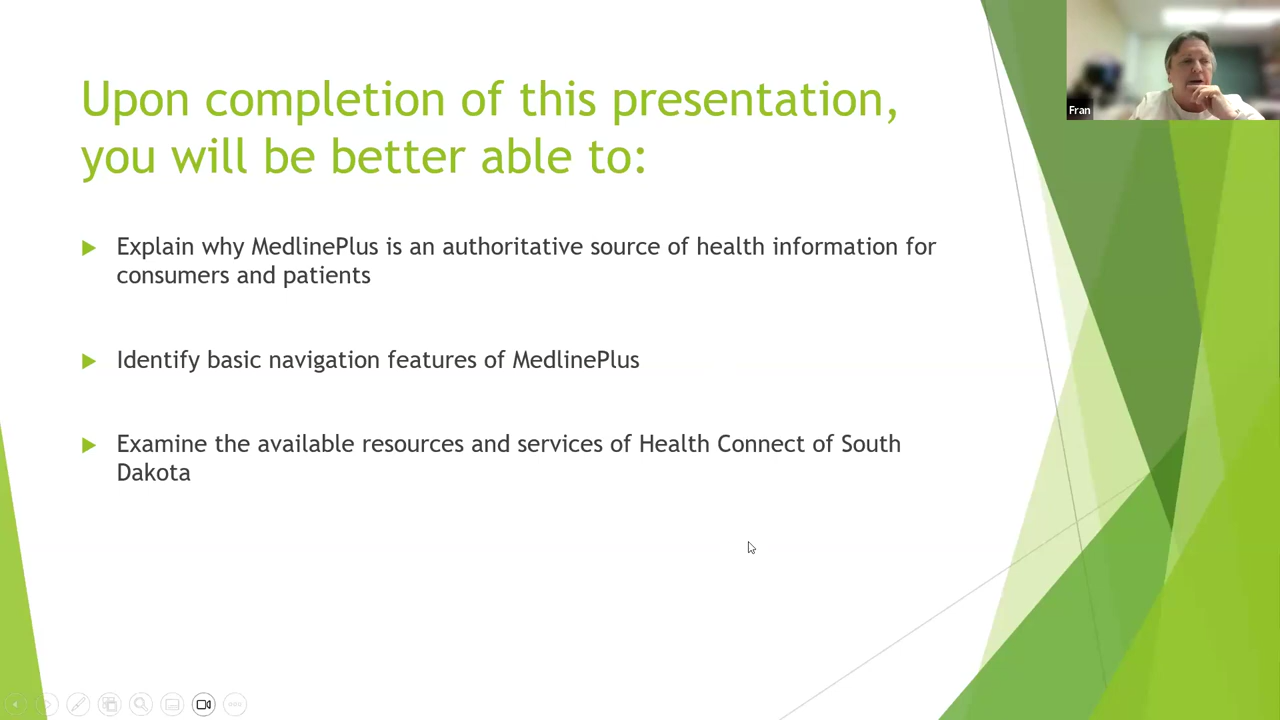 Upon completion of this presentation,
you will be better able to:
Explain why MedlinePlus is an authoritative source of health information for
consumers and patients
Identify basic navigation features of MedlinePlus
Examine the available resources and services of Health Connect of South
Dakota
Fran